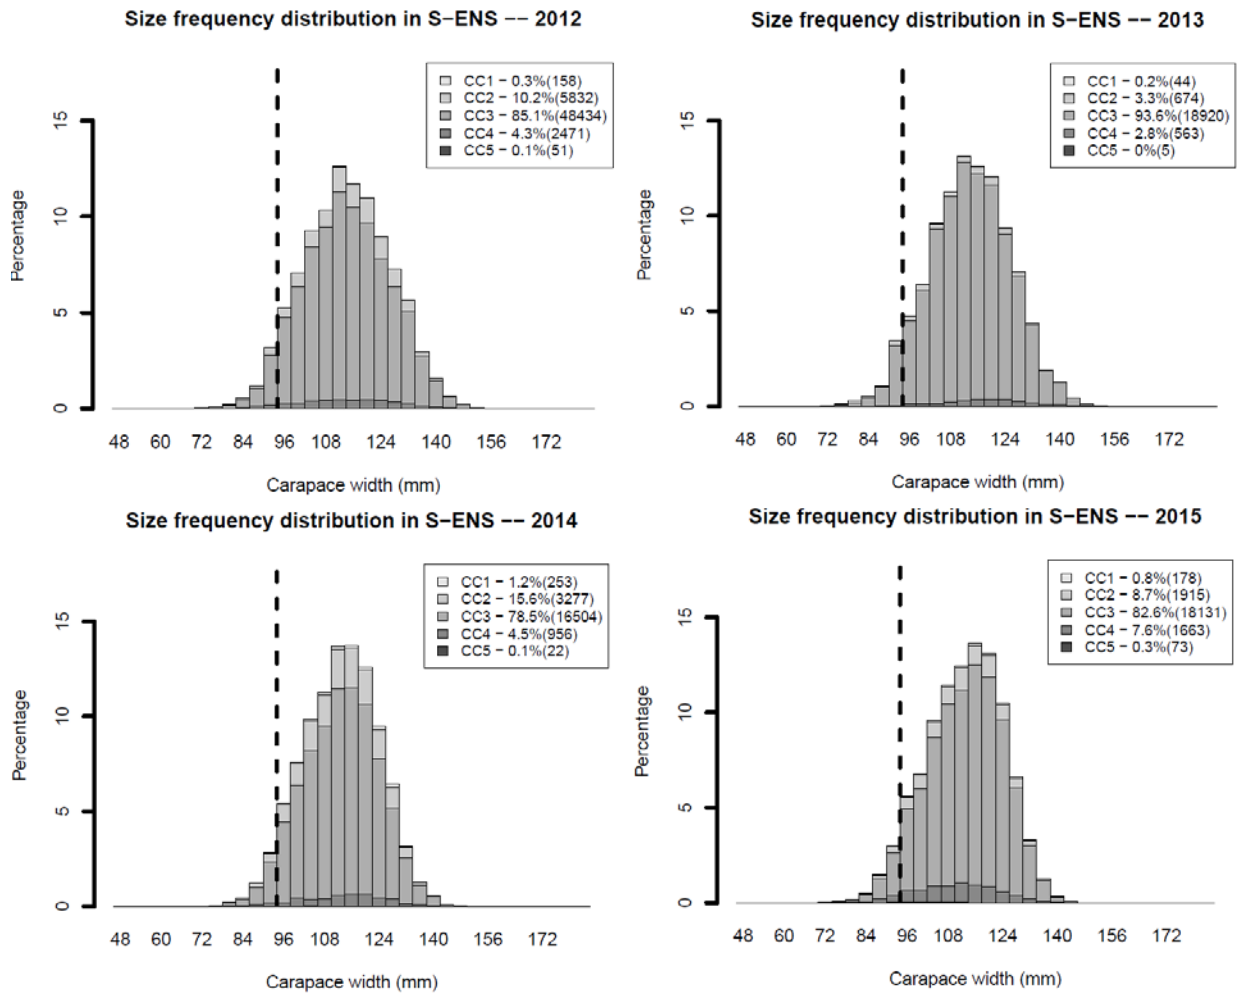 Size frequency distribution in S−ENS −− 2012
CC1 − 0.3%(158)
CC2 − 10.2%(5832)
CC3 − 85.1%(48434)
CC4 − 4.3%(2471)
CC5 − 0.1%(51)
15
10
5
0
Percentage
48 60 72 84 96 108 124 140 156 172
Carapace width (mm)
Size frequency distribution in S−ENS −− 2013
CC1 − 0.2%(44)
CC2 − 3.3%(674)
CC3 − 93.6%(18920)
CC4 − 2.8%(563)
CC5 − 0%(5)
15
10
5
0
Percentage
48 60 72 84 96 108 124 140 156 172
Carapace width (mm)
Size frequency distribution in S−ENS −− 2014
CC1 − 1.2%(253)
CC2 − 15.6%(3277)
CC3 − 78.5%(16504)
CC4 − 4.5%(956)
CC5 − 0.1%(22)
15
10
5
0
Percentage
48 60 72 84 96 108 124 140 156 172
Carapace width (mm)
Size frequency distribution in S−ENS −− 2015
CC1 − 0.8%(178)
CC2 − 8.7%(1915)
CC3 − 82.6%(18131)
CC4 − 7.6%(1663)
CC5 − 0.3%(73)
15
10
5
0
Percentage
48 60 72 84 96 108 124 140 156 172
Carapace width (mm)